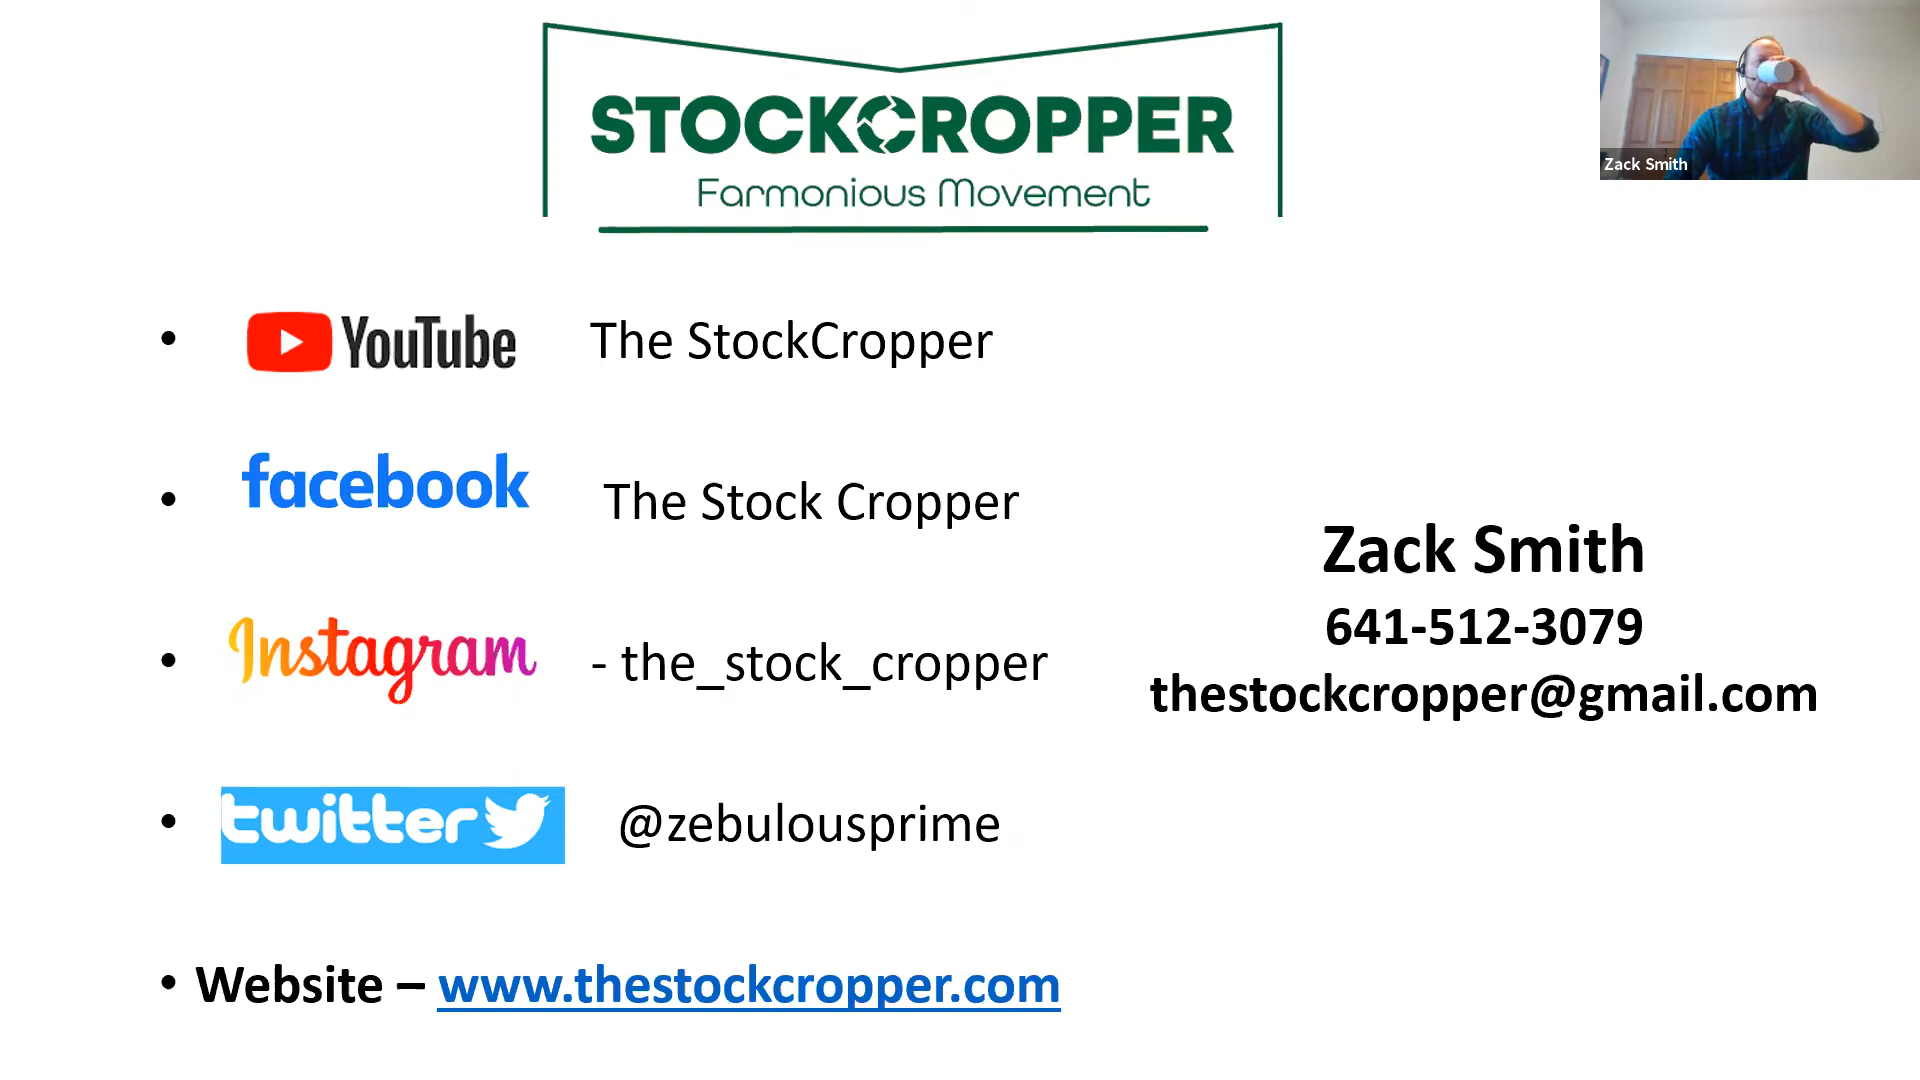 STOCKCROPPER
Farmonious Movement
Zack Smith
• YouTube The StockCropper
• facebook The Stock Cropper
• Instagram - the_stock_cropper
• twitter @zebulousprime
• Website – www.thestockcropper.com
Zack Smith
641-512-3079
thestockcropper@gmail.com